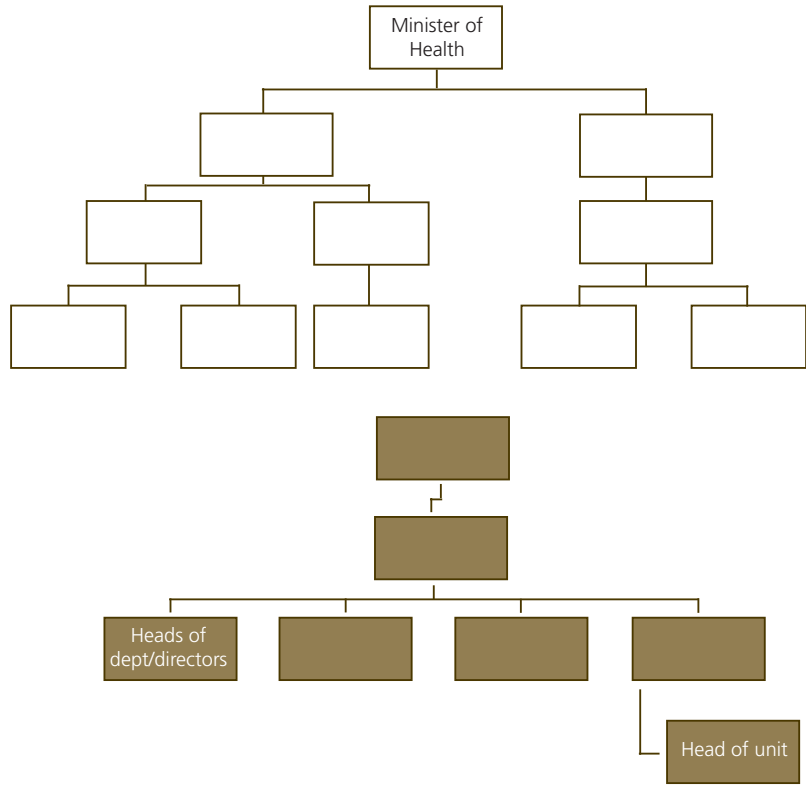 Minister of
Health
Heads of
dept/directors
Head of unit